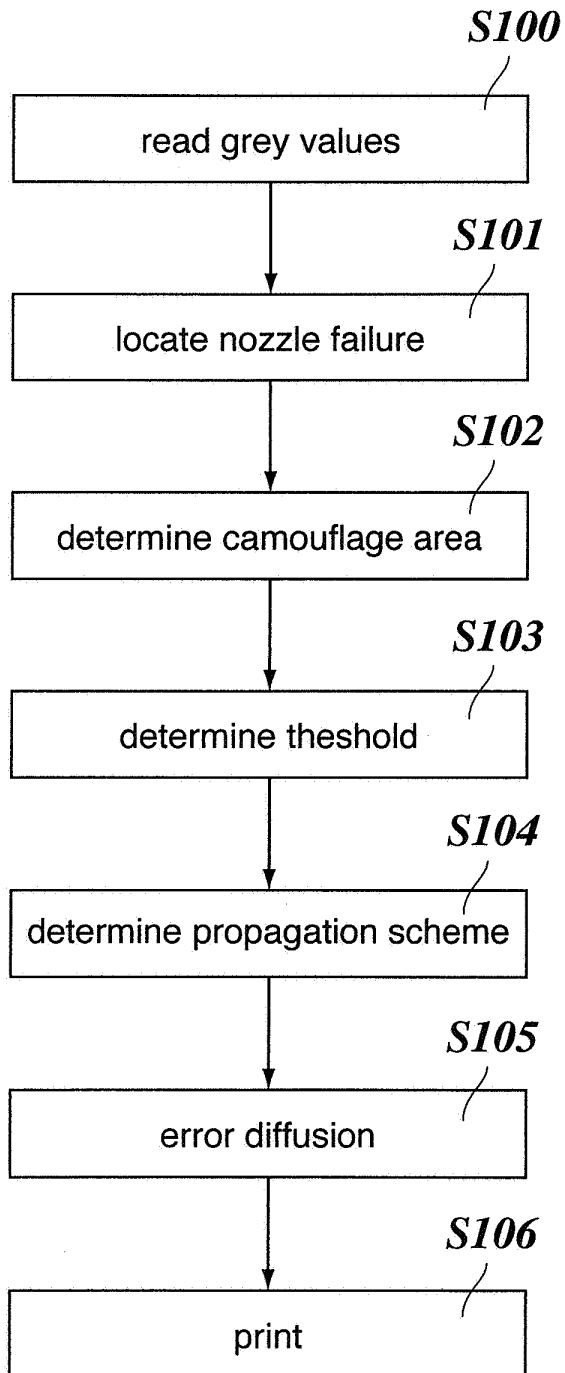 S100
read grey values
S101
locate nozzle failure
S102
determine camouflage area
S103
determine theshold
S104
determine propagation scheme
S105
error diffusion
S106
print